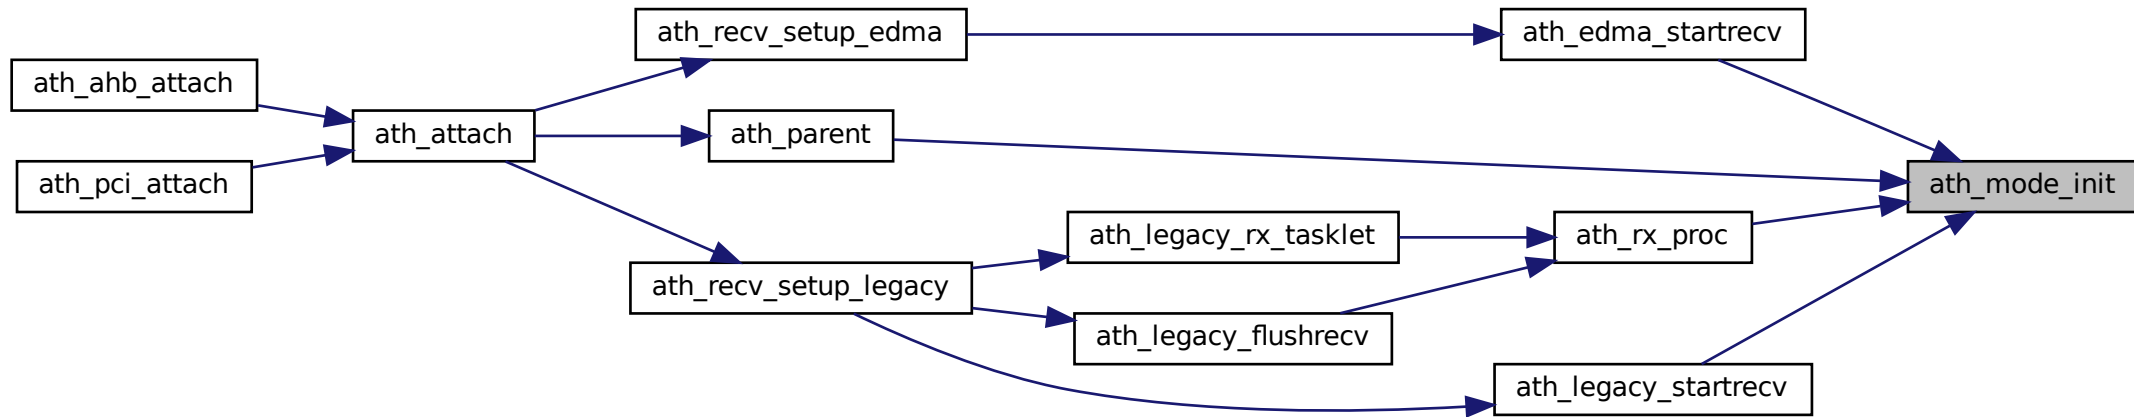 ath_recv_setup_edma
ath_edma_startrecv
ath_ahb_attach
ath_attach
ath_parent
ath_pci_attach
ath_mode_init
ath_legacy_rx_tasklet
ath_rx_proc
ath_recv_setup_legacy
ath_legacy_flushrecv
ath_legacy_startrecv